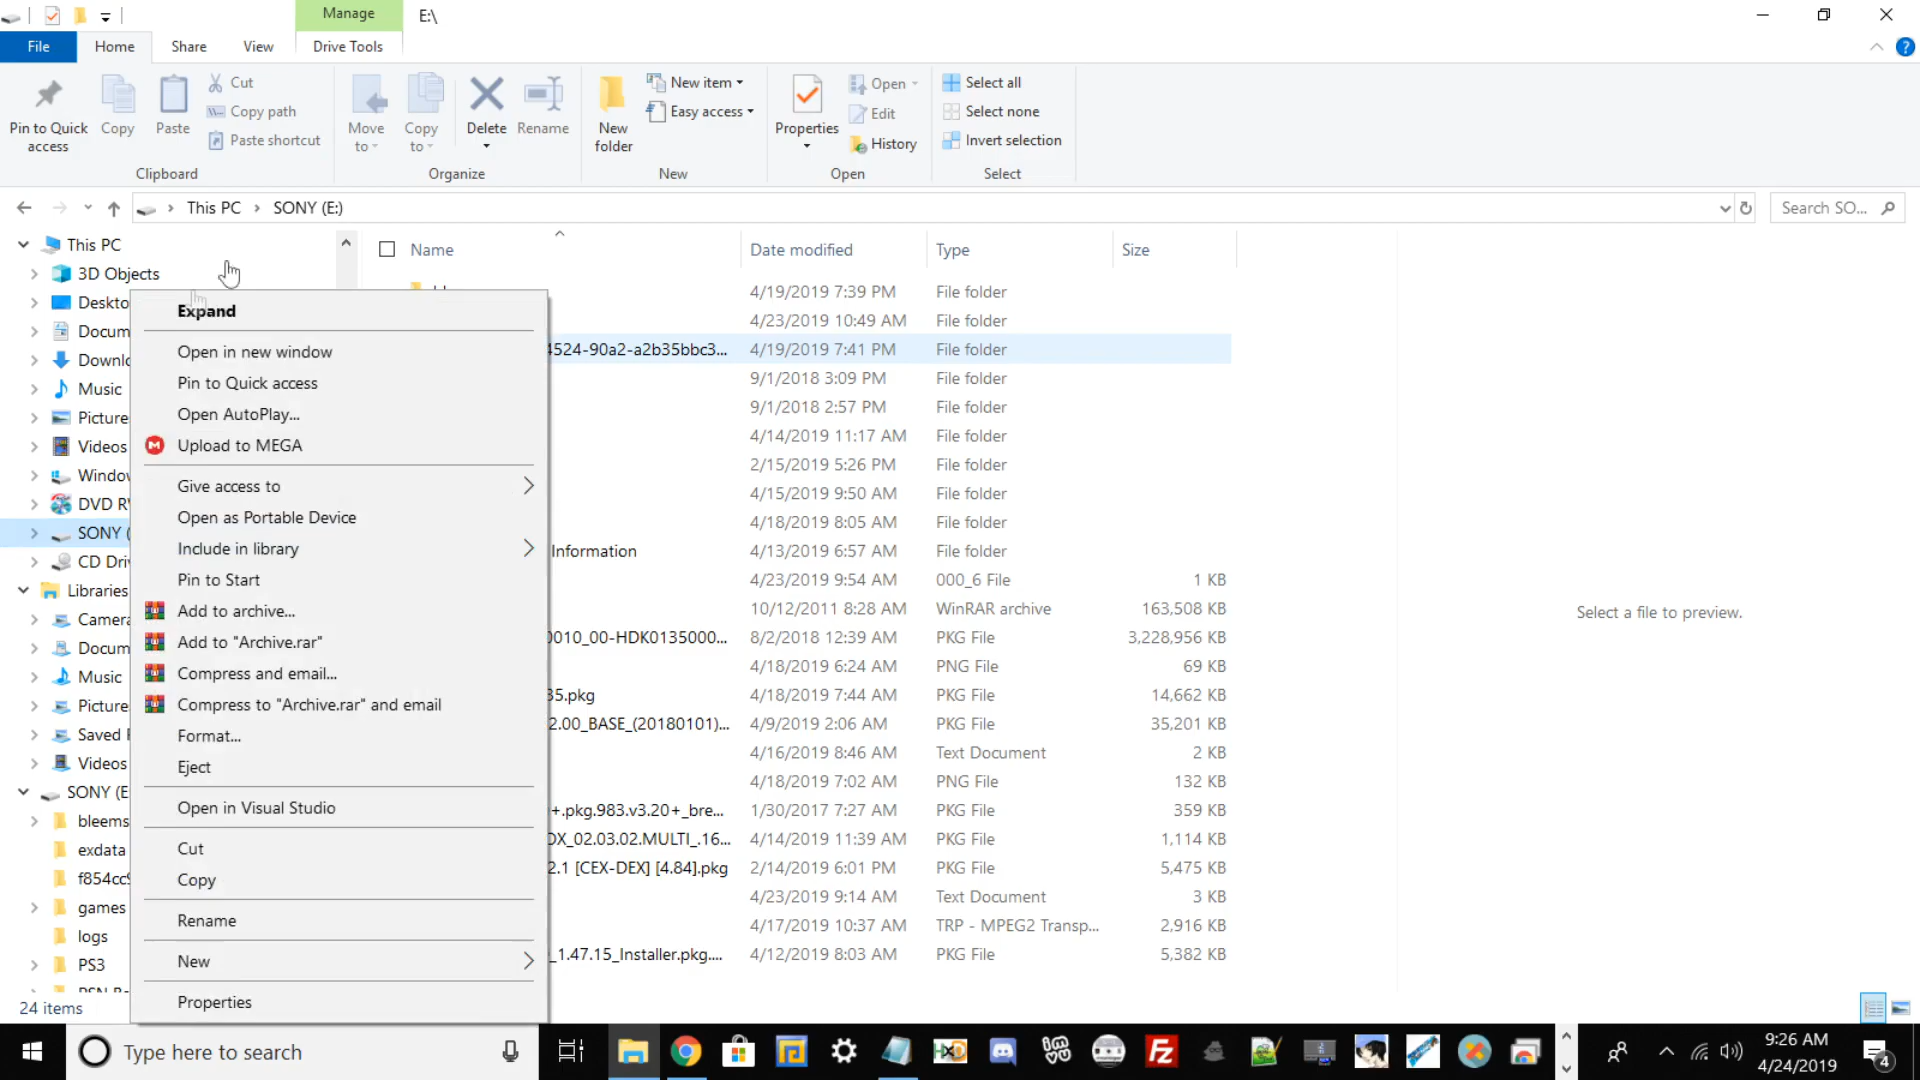 Manage
E:\
File
Home
Share
View
Drive Tools
Pin to Quick access
Copy
Paste
Cut
Copy path
Paste shortcut
Clipboard
Move to
Copy to
Delete
Rename
Organize
New folder
New item
Easy access
New
Properties
Open
Edit
History
Open
Select all
Select none
Invert selection
Select
This PC
SONY (E:)
Search SO...
This PC
3D Objects
Deskto
Docum
Downlo
Music
Picture
Videos
Window
DVD RV
SONY (
CD Driv
Libraries
Camera
Docum
Music
Picture
Saved
Videos
SONY (E
bleems
exdata
f854cc9
games
logs
PS3
24 items
Expand
Open in new window
Pin to Quick access
Open AutoPlay...
Upload to MEGA
Give access to
Open as Portable Device
Include in library
Pin to Start
Add to archive...
Add to "Archive.rar"
Compress and email...
Compress to "Archive.rar" and email
Format...
Eject
Open in Visual Studio
Cut
Copy
Rename
New
Properties
Name Date modified Type Size
4/19/2019 7:39 PM File folder
4/23/2019 10:49 AM File folder
4524-90a2-a2b35bbc3... 4/19/2019 7:41 PM File folder
9/1/2018 3:09 PM File folder
9/1/2018 2:57 PM File folder
4/14/2019 11:17 AM File folder
2/15/2019 5:26 PM File folder
4/15/2019 9:50 AM File folder
4/18/2019 8:05 AM File folder
Information 4/13/2019 6:57 AM File folder
4/23/2019 9:54 AM 000_6 File 1 KB
10/12/2011 8:28 AM WinRAR archive 163,508 KB
0010_00-HDK0135000... 8/2/2018 12:39 AM PKG File 3,228,956 KB
4/18/2019 6:24 AM PNG File 69 KB
35.pkg 4/18/2019 7:44 AM PKG File 14,662 KB
2.00_BASE_(20180101)... 4/9/2019 2:06 AM PKG File 35,201 KB
4/16/2019 8:46 AM Text Document 2 KB
4/18/2019 7:02 AM PNG File 132 KB
+.pkg.983.v3.20+_bre... 1/30/2017 7:27 AM PKG File 359 KB
OX_02.03.02.MULTI_.16... 4/14/2019 11:39 AM PKG File 1,114 KB
2.1 [CEX-DEX] [4.84].pkg 2/14/2019 6:01 PM PKG File 5,475 KB
4/23/2019 9:14 AM Text Document 3 KB
4/17/2019 10:37 AM TRP - MPEG2 Transp... 2,916 KB
_1.47.15_Installer.pkg.... 4/12/2019 8:03 AM PKG File 5,382 KB
Select a file to preview.
Type here to search
9:26 AM
4/24/2019
4